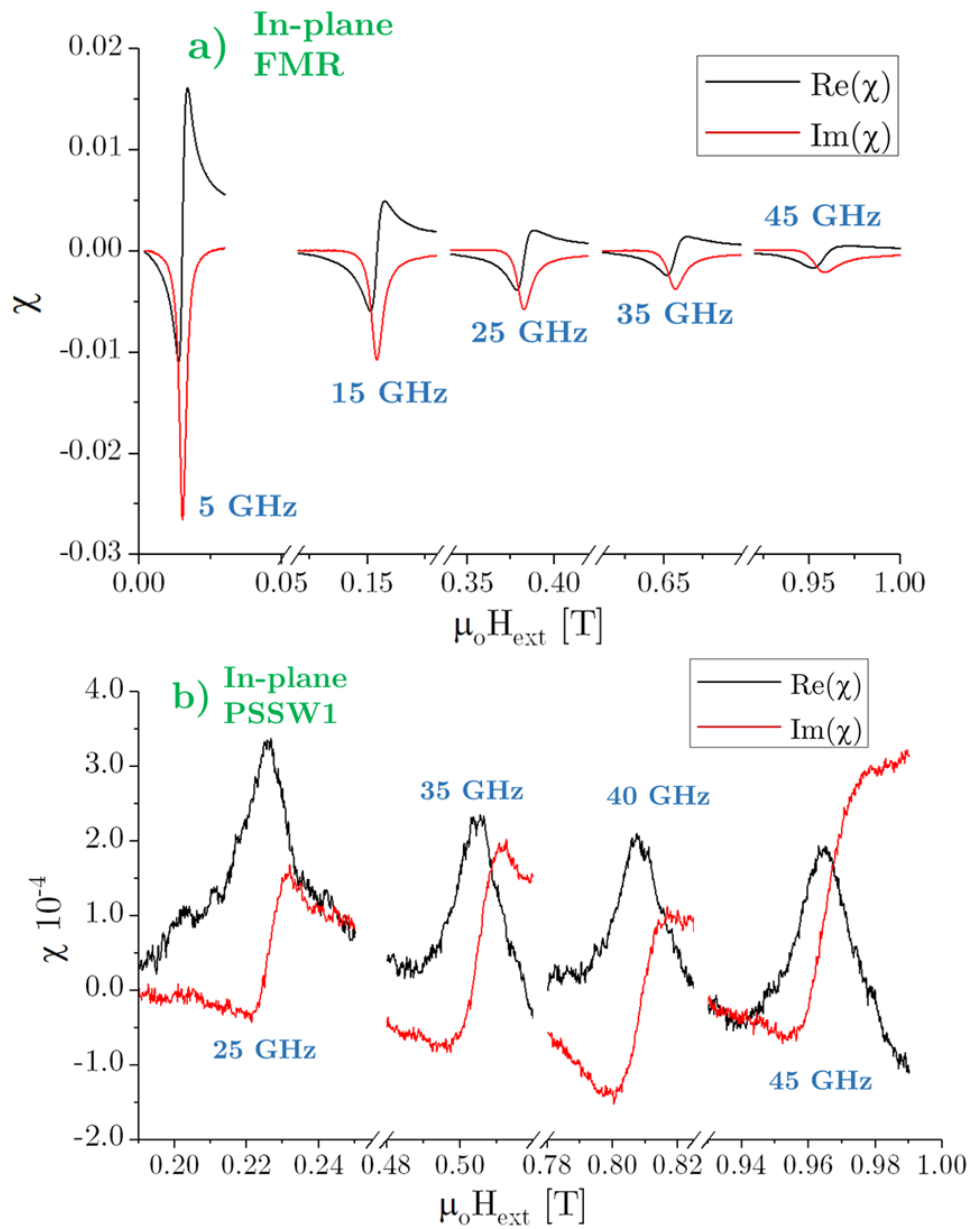 a) In-plane
FMR
0.02
0.01
0.00
-0.01
-0.02
-0.03
χ
Re(χ)
Im(χ)
5 GHz
15 GHz
25 GHz
35 GHz
45 GHz
0.00 0.05 0.15 0.35 0.40 0.65 0.95 1.00
μoHext [T]
b) In-plane
PSSW1
4.0
3.0
2.0
1.0
0.0
-1.0
-2.0
χ 10-4
Re(χ)
Im(χ)
25 GHz
35 GHz
40 GHz
45 GHz
0.20 0.22 0.24 0.48 0.50 0.78 0.80 0.82 0.94 0.96 0.98 1.00
μoHext [T]